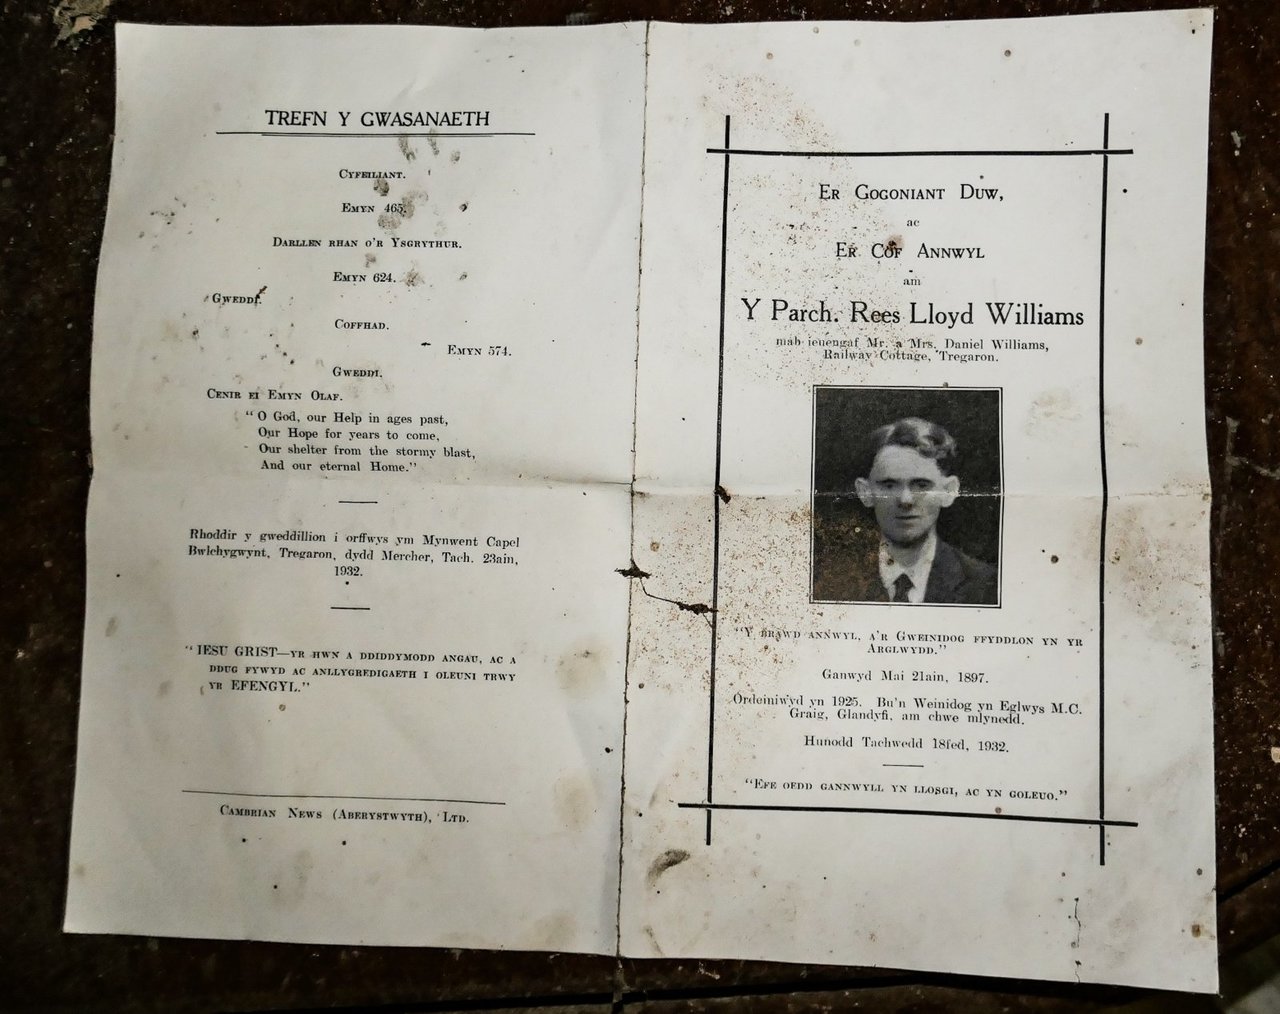 TREFN Y GWASANAETH
CYFEILIANT.
EMYN 465.
DARLLEN RHAN O'R YSGRYTHUR.
EMYN 624.
GWEDDI.
COFFHAD.
EMYN 574.
GWEDDI.
CENIR EI EMYN OLAF.
“ O God, our Help in ages past,
Our Hope for years to come,
Our shelter from the stormy blast,
And our eternal Home.”
Rhoddir y gweddillion i orffwys ym Mynwent Capel
Bwlchygwynt, Tregaron, dydd Mercher, Tach. 23ain,
1932.
“ IESU GRIST—YR HWN A DDIDDYMODD ANGAU, AC A
DDUG FYWYD AC ANLLYGREDIGAETH I OLEUNI TRWY
YR EFENGYL.”
CAMBRIAN NEWS (ABERYSTWYTH), LTD.
ER GOGONIANT DUW,
ac
ER COF ANNWYL
am
Y Parch. Rees Lloyd Williams
mab ieuengaf Mr. a Mrs. Daniel Williams,
Railway Cottage, Tregaron.
“Y BRAWD ANNWYL, A'R GWEINIDOG FFYDDLON YN YR
ARGLWYDD.”
Ganwyd Mai 21ain, 1897.
Ordeiniwyd yn 1925. Bu'n Weinidog yn Eglwys M.C.
Graig, Glandyfi, am chwe mlynedd.
Hunodd Tachwedd 18fed, 1932.
“EFE OEDD GANNWYLL YN LLOSGI, AC YN GOLEUO.”